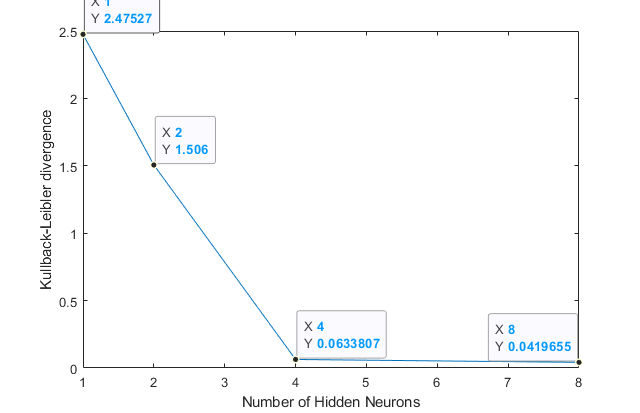 X 1
Y 2.47527
2.5
2
X 2
Y 1.506
1.5
1
0.5
X 4
Y 0.0633807
X 8
Y 0.0419655
0
1 2 3 4 5 6 7 8
Number of Hidden Neurons
Kullback-Leibler divergence